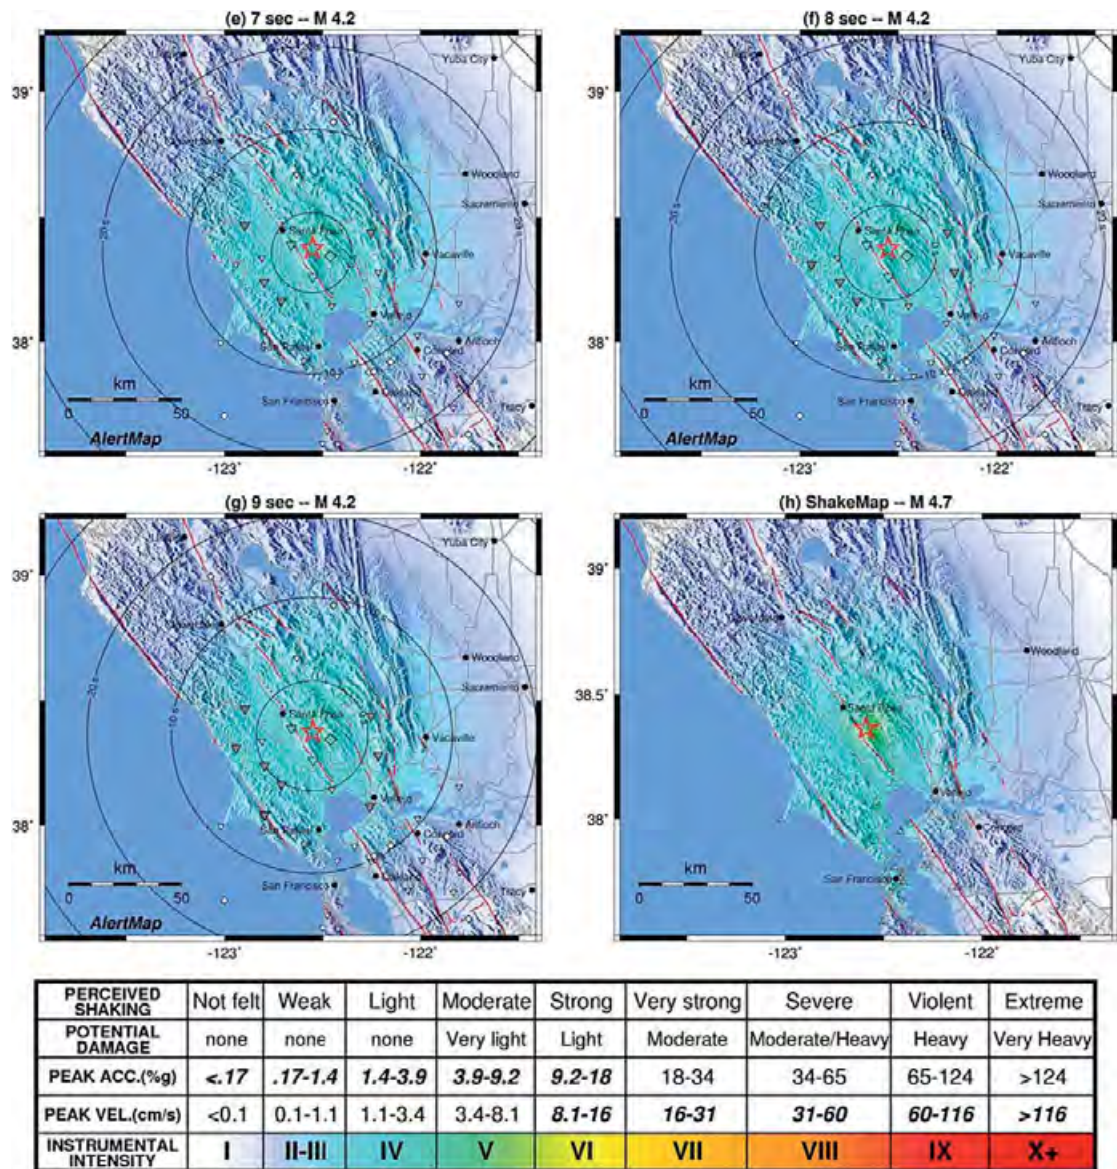 (e) 7 sec -- M 4.2
Yuba City
39°
Woodland
Sacramento
20 s
20 s
Santa Rosa
Vacaville
Vallejo
38°
San Rafael
Antioch
Concord
10 s
Oakland
km
0 50
San Francisco
Tracy
AlertMap
-123° -122°
(f) 8 sec -- M 4.2
Yuba City
39°
Woodland
Sacramento
20 s
20 s
Santa Rosa
Vacaville
Vallejo
38°
San Rafael
Antioch
Concord
10 s
Oakland
km
0 50
San Francisco
Tracy
AlertMap
-123° -122°
(g) 9 sec -- M 4.2
Yuba City
39°
Woodland
Sacramento
20 s
10 s
Santa Rosa
Vacaville
Vallejo
38°
San Rafael
Antioch
Concord
Oakland
km
0 50
San Francisco
Tracy
AlertMap
-123° -122°
(h) ShakeMap -- M 4.7
39°
Woodland
38.5°
Santa Rosa
Vallejo
38°
Concord
km
0 50
San Francisco
-123° -122°
PERCEIVED SHAKING Not felt Weak Light Moderate Strong Very strong Severe Violent Extreme
POTENTIAL DAMAGE none none none Very light Light Moderate Moderate/Heavy Heavy Very Heavy
PEAK ACC.(%g) <.17 .17-1.4 1.4-3.9 3.9-9.2 9.2-18 18-34 34-65 65-124 >124
PEAK VEL.(cm/s) <0.1 0.1-1.1 1.1-3.4 3.4-8.1 8.1-16 16-31 31-60 60-116 >116
INSTRUMENTAL INTENSITY I II-III IV V VI VII VIII IX X+